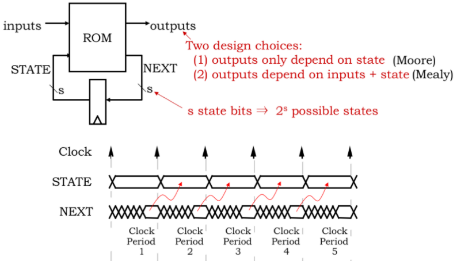 inputs
ROM
outputs
Two design choices:
(1) outputs only depend on state (Moore)
(2) outputs depend on inputs + state (Mealy)
STATE
NEXT
s
s
s state bits ⇒ 2^s possible states
Clock
STATE
NEXT
Clock Period 1
Clock Period 2
Clock Period 3
Clock Period 4
Clock Period 5